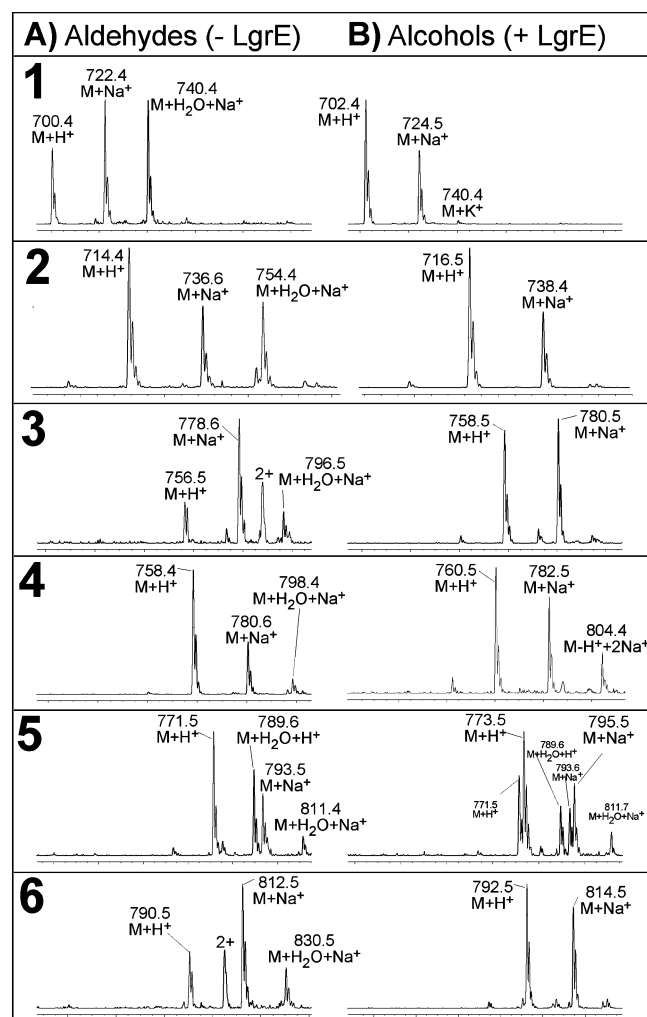 A) Aldehydes (- LgrE)
B) Alcohols (+ LgrE)
1
722.4
M+Na⁺
740.4
M+H₂O+Na⁺
700.4
M+H⁺
702.4
M+H⁺
724.5
M+Na⁺
740.4
M+K⁺
2
714.4
M+H⁺
736.6
M+Na⁺
754.4
M+H₂O+Na⁺
716.5
M+H⁺
738.4
M+Na⁺
3
778.6
M+Na⁺
756.5
M+H⁺
2+
796.5
M+H₂O+Na⁺
758.5
M+H⁺
780.5
M+Na⁺
4
758.4
M+H⁺
780.6
M+Na⁺
798.4
M+H₂O+Na⁺
760.5
M+H⁺
782.5
M+Na⁺
804.4
M-H⁺+2Na⁺
5
771.5
M+H⁺
789.6
M+H₂O+H⁺
793.5
M+Na⁺
811.4
M+H₂O+Na⁺
773.5
M+H⁺
771.5
M+H⁺
789.6
M+H₂O+H⁺
793.6
M+Na⁺
795.5
M+Na⁺
811.7
M+H₂O+Na⁺
6
790.5
M+H⁺
2+
812.5
M+Na⁺
830.5
M+H₂O+Na⁺
792.5
M+H⁺
814.5
M+Na⁺